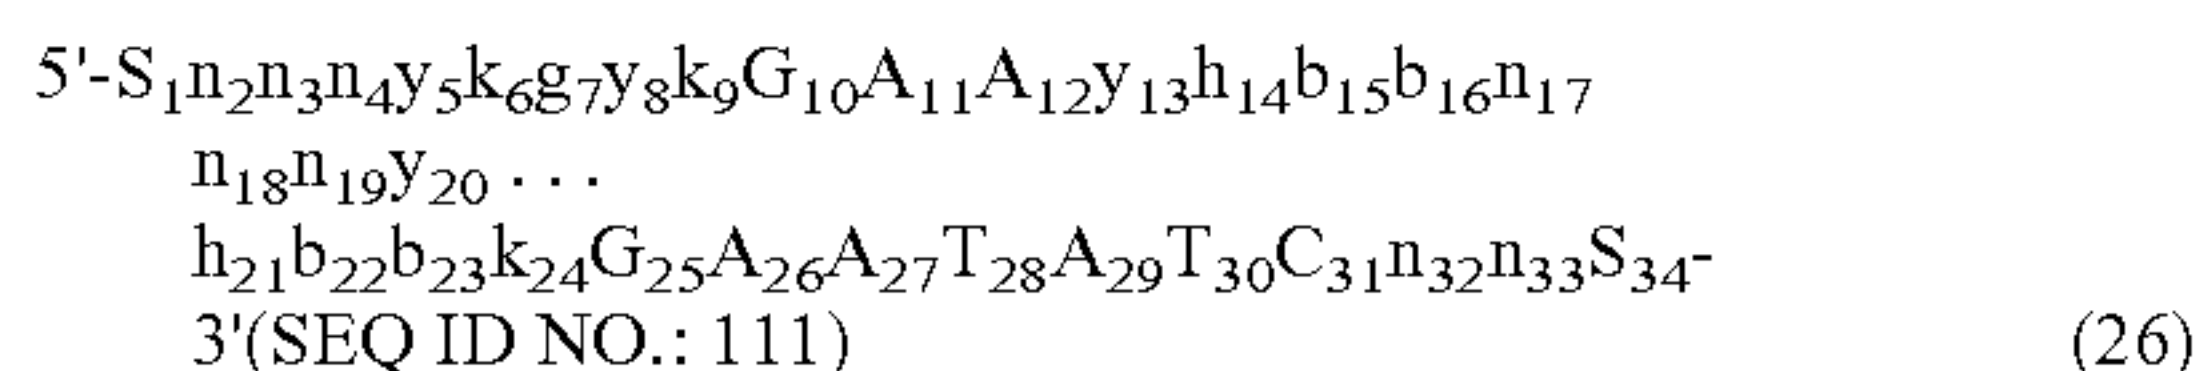 5'-S₁n₂n₃n₄y₅k₆g₇y₈k₉G₁₀A₁₁A₁₂y₁₃h₁₄b₁₅b₁₆n₁₇
n₁₈n₁₉y₂₀ . . .
h₂₁b₂₂b₂₃k₂₄G₂₅A₂₆A₂₇T₂₈A₂₉T₃₀C₃₁n₃₂n₃₃S₃₄-
3'(SEQ ID NO.: 111) (26)